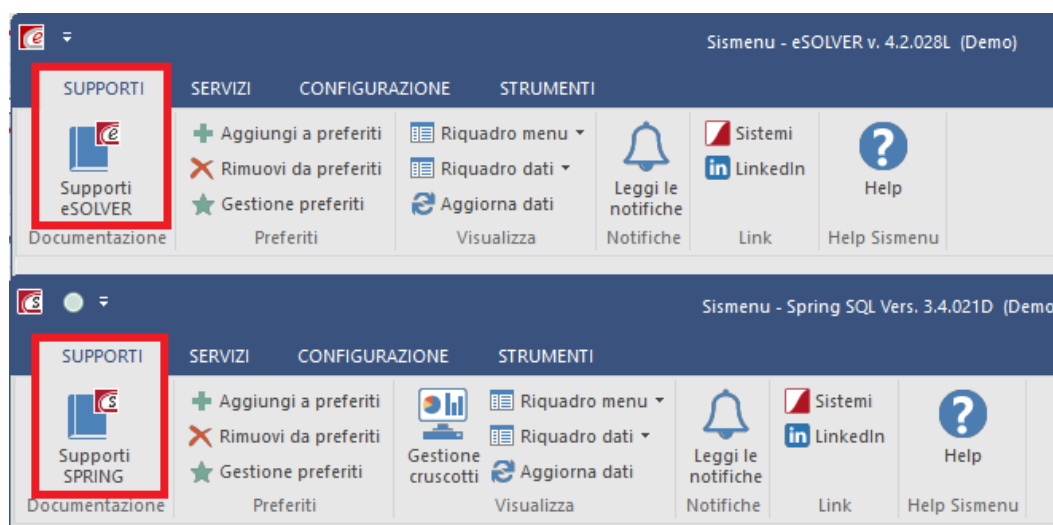 Sismenu - eSOLVER v. 4.2.028L (Demo)
SUPPORTI SERVIZI CONFIGURAZIONE STRUMENTI
Aggiungi a preferiti Riquadro menu Sistemi
Rimuovi da preferiti Riquadro dati LinkedIn
Supporti eSOLVER Gestione preferiti Aggiorna dati Leggi le notifiche Help
Documentazione Preferiti Visualizza Notifiche Link Help Sismenu
Sismenu - Spring SQL Vers. 3.4.021D (Demo
SUPPORTI SERVIZI CONFIGURAZIONE STRUMENTI
Aggiungi a preferiti Riquadro menu Sistemi
Rimuovi da preferiti Riquadro dati LinkedIn
Supporti SPRING Gestione preferiti Gestione cruscotti Aggiorna dati Leggi le notifiche Help
Documentazione Preferiti Visualizza Notifiche Link Help Sismenu